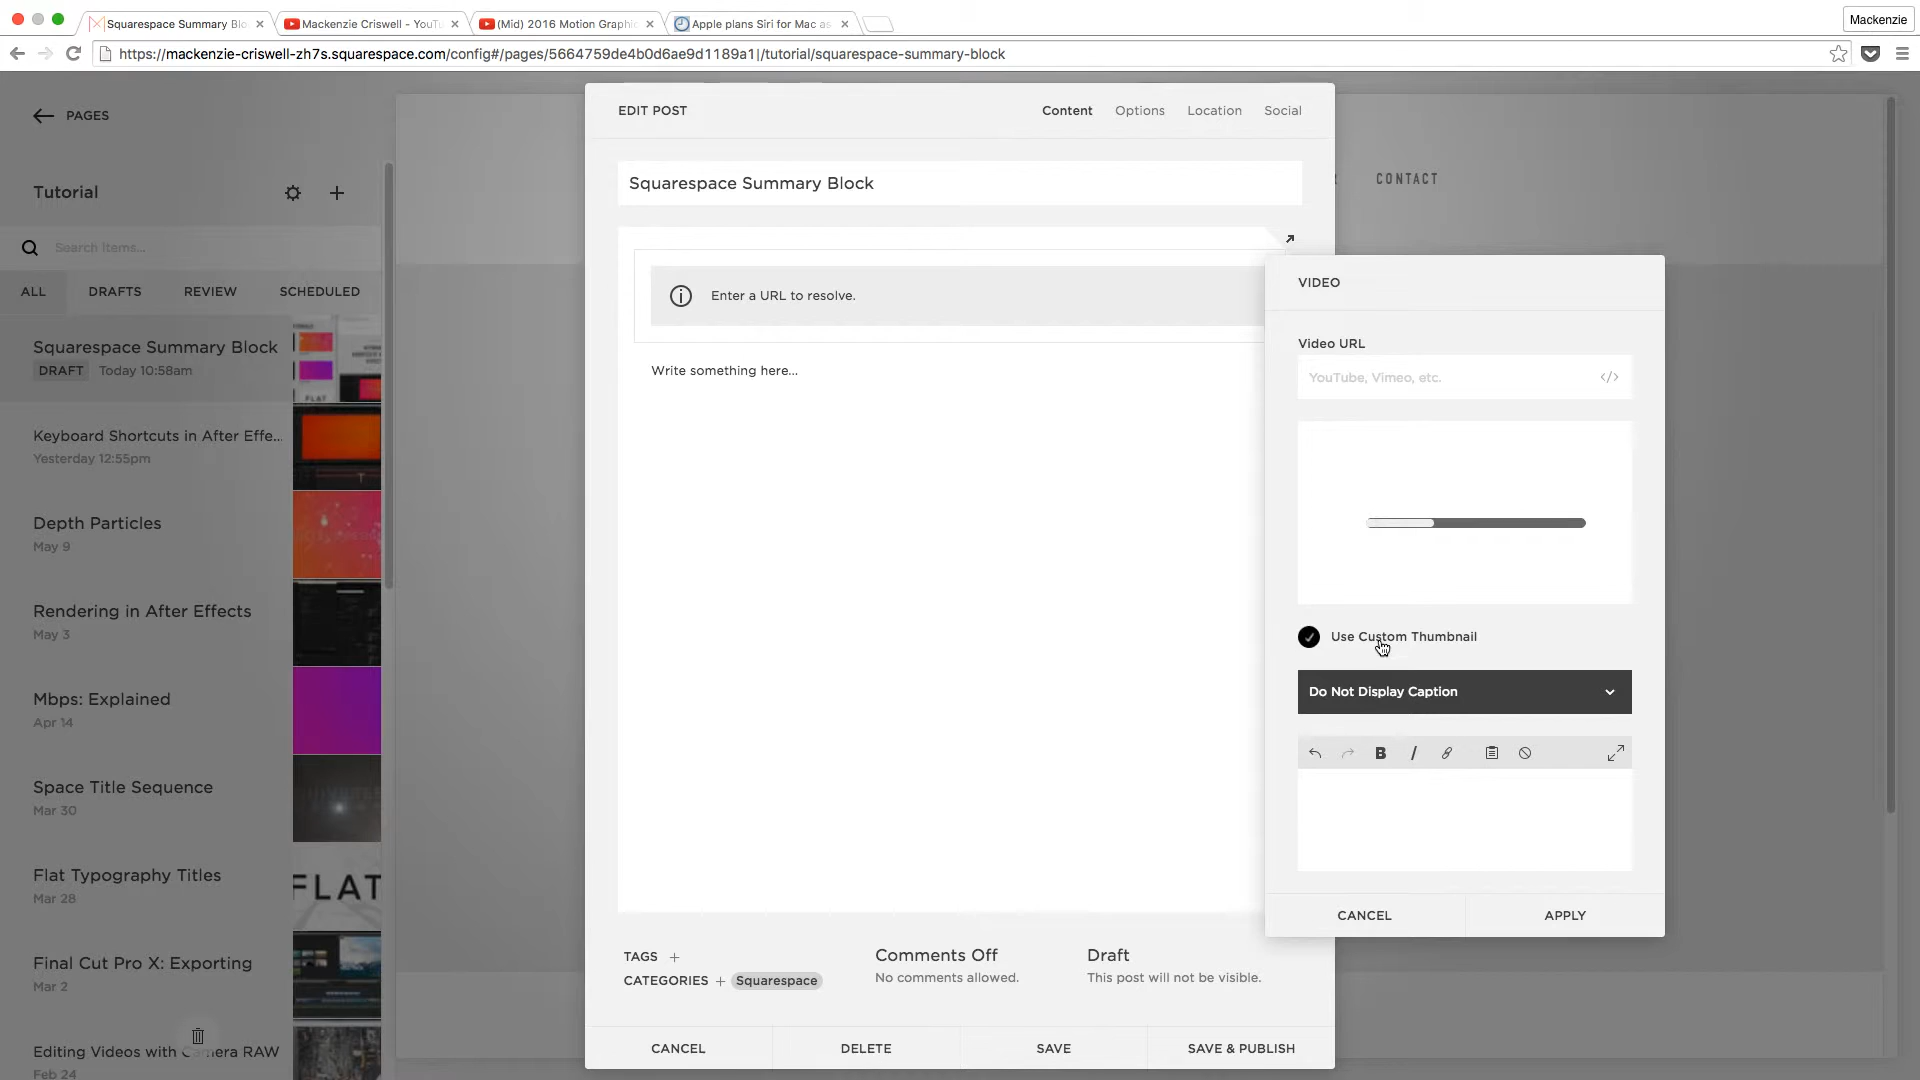 Squarespace Summary Blo
Mackenzie Criswell - YouTu
(Mid) 2016 Motion Graphic
Apple plans Siri for Mac as
Mackenzie
https://mackenzie-criswell-zh7s.squarespace.com/config#/pages/5664759de4b0d6ae9d1189a1|/tutorial/squarespace-summary-block
PAGES
Tutorial
Search Items...
ALL DRAFTS REVIEW SCHEDULED
Squarespace Summary Block
DRAFT Today 10:58am
FLAT
Keyboard Shortcuts in After Effe...
Yesterday 12:55pm
Depth Particles
May 9
Rendering in After Effects
May 3
Mbps: Explained
Apr 14
Space Title Sequence
Mar 30
Flat Typography Titles
Mar 28
FLAT
Final Cut Pro X: Exporting
Mar 2
Editing Videos with Camera RAW
Feb 24
CONTACT
EDIT POST
Content Options Location Social
Squarespace Summary Block
Enter a URL to resolve.
Write something here...
TAGS +
CATEGORIES + Squarespace
Comments Off
No comments allowed.
Draft
This post will not be visible.
CANCEL DELETE SAVE SAVE & PUBLISH
VIDEO
Video URL
YouTube, Vimeo, etc. </>
Use Custom Thumbnail
Do Not Display Caption
B I
CANCEL APPLY